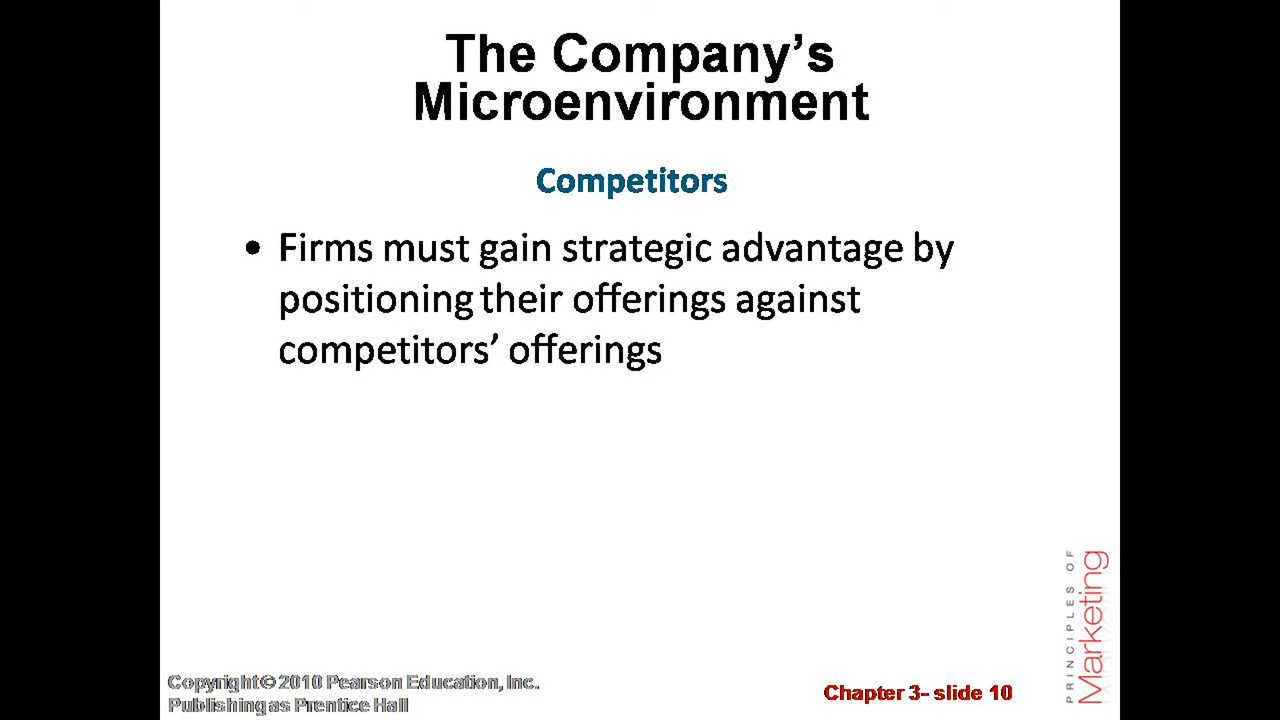 The Company’s
Microenvironment
Competitors
• Firms must gain strategic advantage by
positioning their offerings against
competitors’ offerings
PRINCIPLES OF
Marketing
Copyright © 2010 Pearson Education, Inc.
Publishing as Prentice Hall
Chapter 3- slide 10